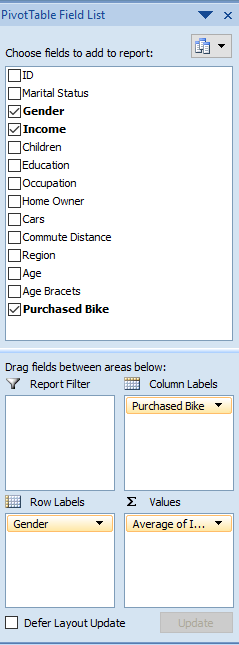 PivotTable Field List
Choose fields to add to report:
ID
Marital Status
Gender
Income
Children
Education
Occupation
Home Owner
Cars
Commute Distance
Region
Age
Age Bracets
Purchased Bike
Drag fields between areas below:
Report Filter
Column Labels
Purchased Bike
Row Labels
Σ Values
Gender
Average of I...
Defer Layout Update
Update